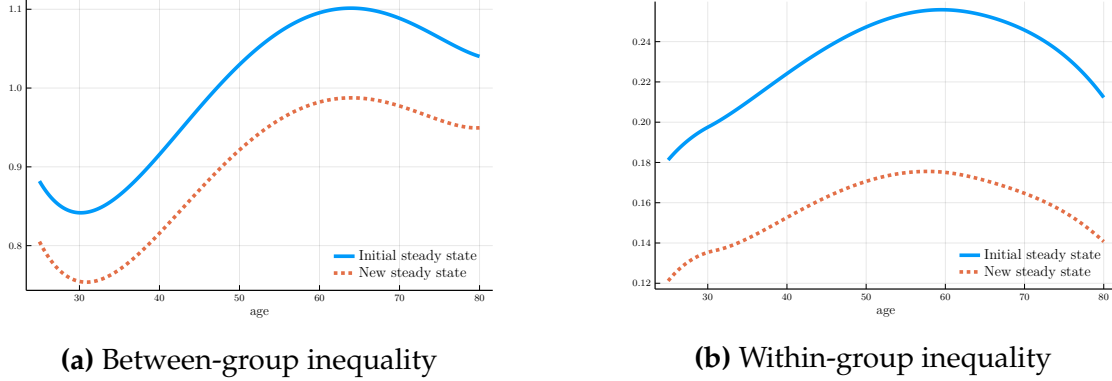 1.1
1.0
0.9
0.8
30 40 50 60 70 80
age
Initial steady state
New steady state
(a) Between-group inequality
0.24
0.22
0.20
0.18
0.16
0.14
0.12
30 40 50 60 70 80
age
Initial steady state
New steady state
(b) Within-group inequality